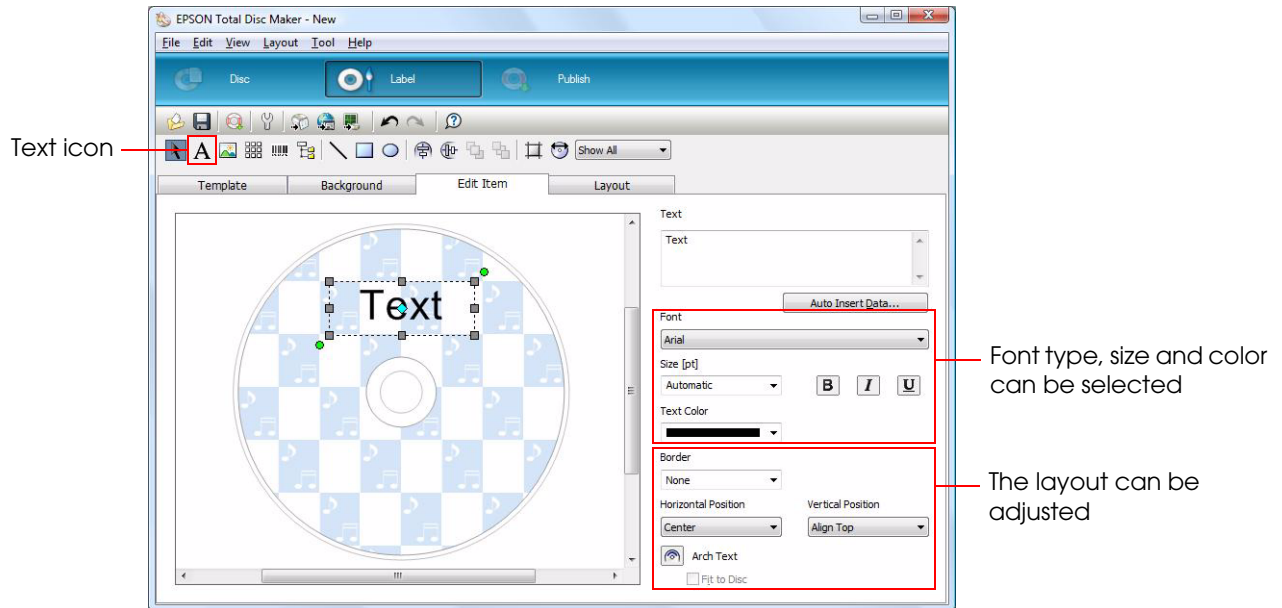 EPSON Total Disc Maker - New
File Edit View Layout Tool Help
Disc Label Publish
Text icon
A Show All
Template Background Edit Item Layout
Text
Text
Text
Auto Insert Data...
Font
Arial
Size [pt]
Automatic B I U
Text Color
Font type, size and color
can be selected
Border
None
Horizontal Position Vertical Position
Center Align Top
Arch Text
Fit to Disc
The layout can be
adjusted